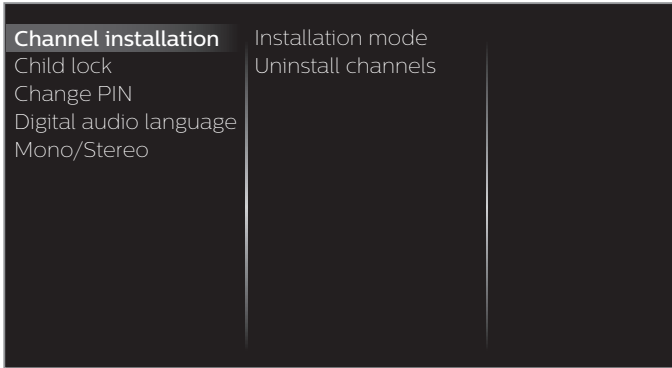 Channel installation
Child lock
Change PIN
Digital audio language
Mono/Stereo
Installation mode
Uninstall channels